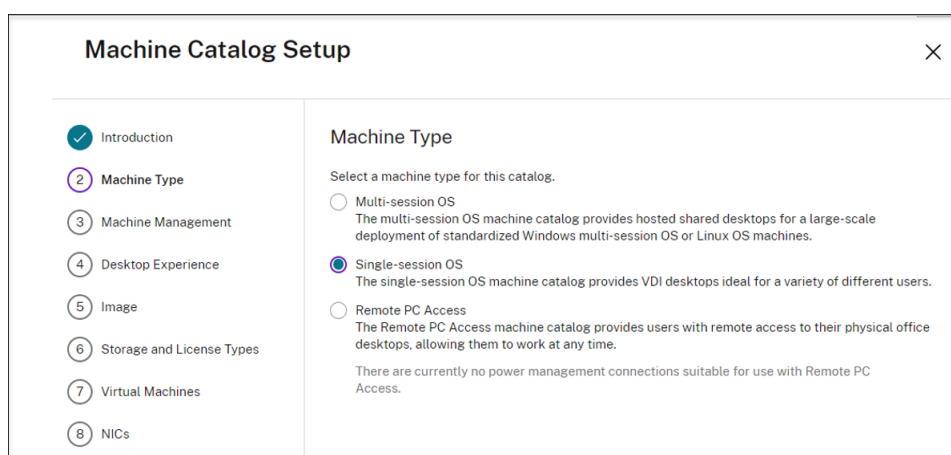 Machine Catalog Setup
Introduction
2 Machine Type
3 Machine Management
4 Desktop Experience
5 Image
6 Storage and License Types
7 Virtual Machines
8 NICs
Machine Type
Select a machine type for this catalog.
Multi-session OS
The multi-session OS machine catalog provides hosted shared desktops for a large-scale
deployment of standardized Windows multi-session OS or Linux OS machines.
Single-session OS
The single-session OS machine catalog provides VDI desktops ideal for a variety of different users.
Remote PC Access
The Remote PC Access machine catalog provides users with remote access to their physical office
desktops, allowing them to work at any time.
There are currently no power management connections suitable for use with Remote PC
Access.